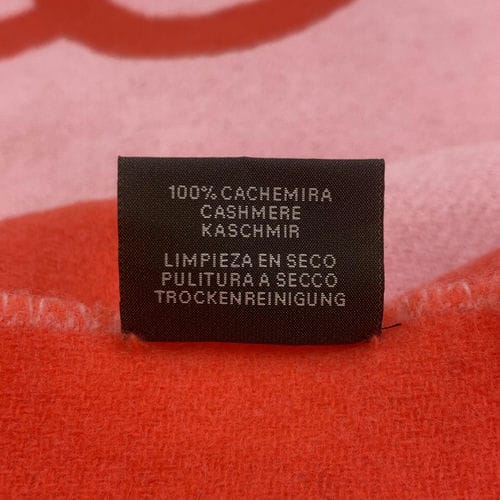 100% CACHEMIRA
CASHMERE
KASCHMIR
LIMPIEZA EN SECO
PULITURA A SECCO
TROCKENREINIGUNG